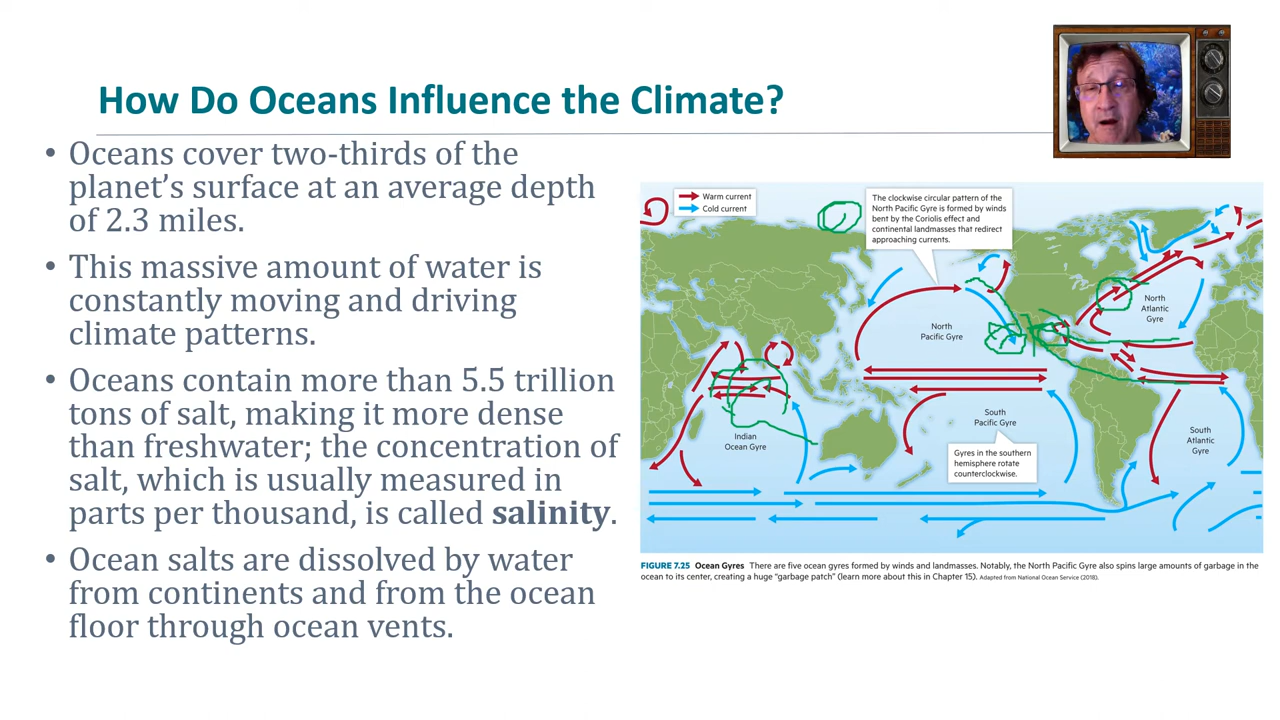 How Do Oceans Influence the Climate?
• Oceans cover two-thirds of the
planet’s surface at an average depth
of 2.3 miles.
• This massive amount of water is
constantly moving and driving
climate patterns.
• Oceans contain more than 5.5 trillion
tons of salt, making it more dense
than freshwater; the concentration of
salt, which is usually measured in
parts per thousand, is called salinity.
• Ocean salts are dissolved by water
from continents and from the ocean
floor through ocean vents.
Warm current
Cold current
The clockwise circular pattern of the
North Pacific Gyre is formed by winds
bent by the Coriolis effect and
continental landmasses that redirect
approaching currents.
North
Pacific Gyre
North
Atlantic
Gyre
South
Pacific Gyre
Indian
Ocean Gyre
South
Atlantic
Gyre
Gyres in the southern
hemisphere rotate
counterclockwise.
FIGURE 7.25 Ocean Gyres There are five ocean gyres formed by winds and landmasses. Notably, the North Pacific Gyre also spins large amounts of garbage in the
ocean to its center, creating a huge “garbage patch” (learn more about this in Chapter 15). Adapted from National Ocean Service (2018).